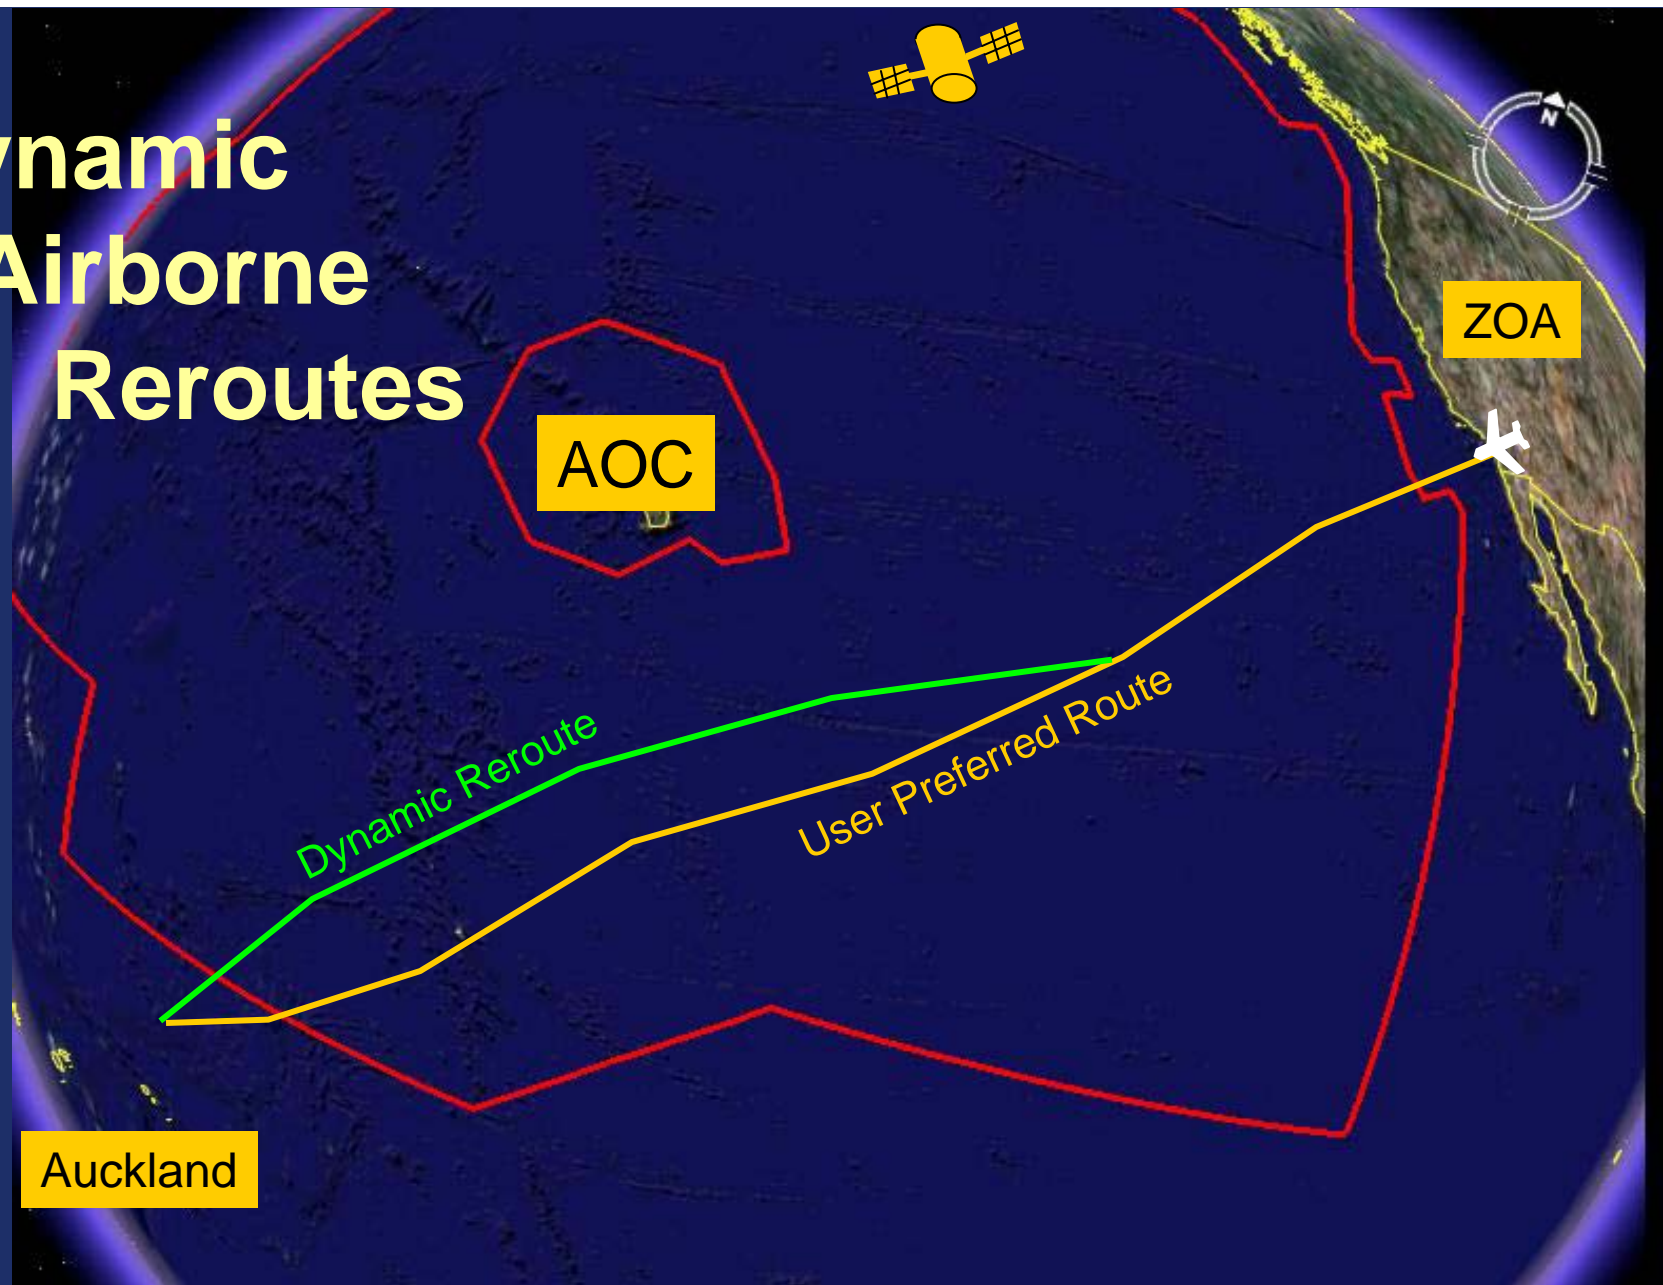 ynamic
Airborne
Reroutes
N
ZOA
AOC
Dynamic Reroute
User Preferred Route
Auckland